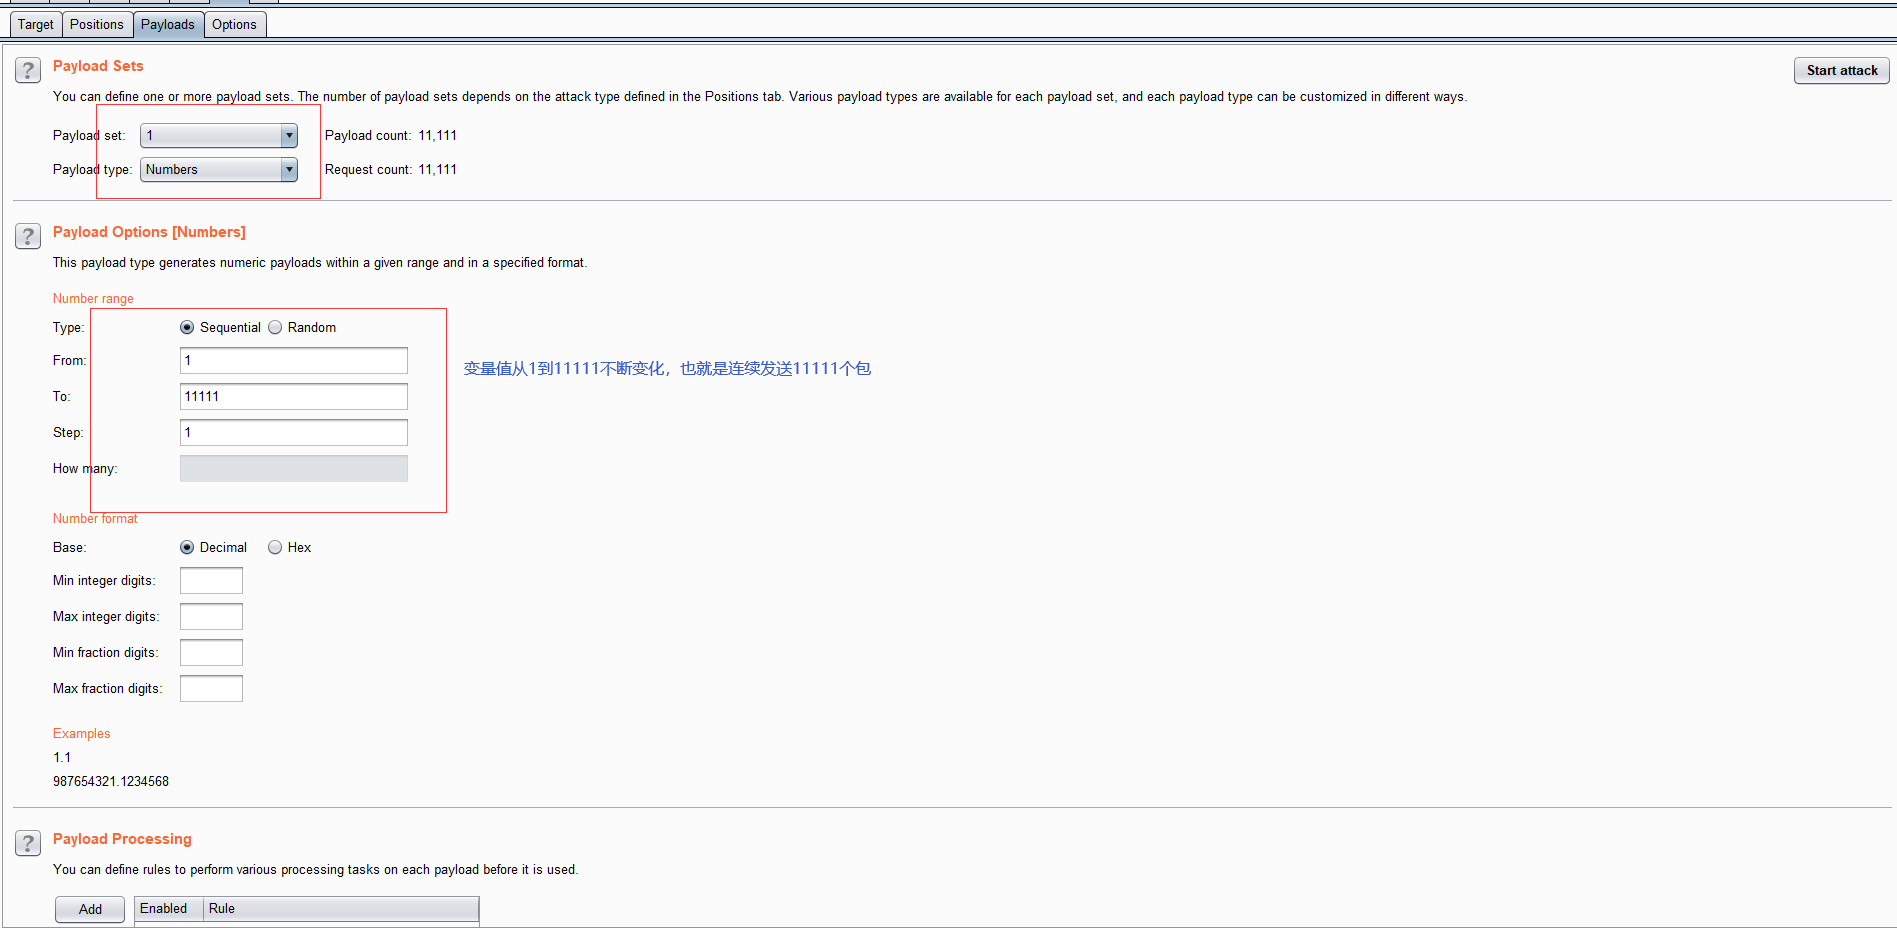 Target Positions Payloads Options
Payload Sets
Start attack
You can define one or more payload sets. The number of payload sets depends on the attack type defined in the Positions tab. Various payload types are available for each payload set, and each payload type can be customized in different ways.
Payload set: 1 Payload count: 11,111
Payload type: Numbers Request count: 11,111
Payload Options [Numbers]
This payload type generates numeric payloads within a given range and in a specified format.
Number range
Type: Sequential Random
From: 1
变量值从1到11111不断变化，也就是连续发送11111个包
To: 11111
Step: 1
How many:
Number format
Base: Decimal Hex
Min integer digits:
Max integer digits:
Min fraction digits:
Max fraction digits:
Examples
1.1
987654321.1234568
Payload Processing
You can define rules to perform various processing tasks on each payload before it is used.
Add Enabled Rule